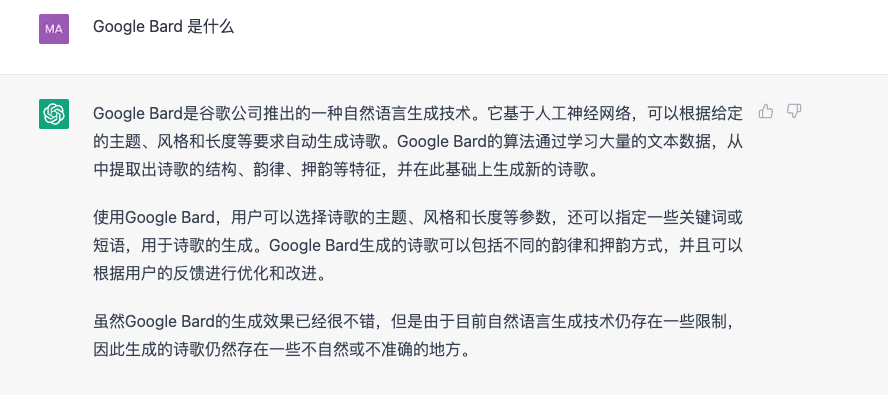 MA
Google Bard 是什么
Google Bard是谷歌公司推出的一种自然语言生成技术。它基于人工神经网络，可以根据给定
的主题、风格和长度等要求自动生成诗歌。Google Bard的算法通过学习大量的文本数据，从
中提取出诗歌的结构、韵律、押韵等特征，并在此基础上生成新的诗歌。
使用Google Bard，用户可以选择诗歌的主题、风格和长度等参数，还可以指定一些关键词或
短语，用于诗歌的生成。Google Bard生成的诗歌可以包括不同的韵律和押韵方式，并且可以
根据用户的反馈进行优化和改进。
虽然Google Bard的生成效果已经很不错，但是由于目前自然语言生成技术仍存在一些限制，
因此生成的诗歌仍然存在一些不自然或不准确的地方。